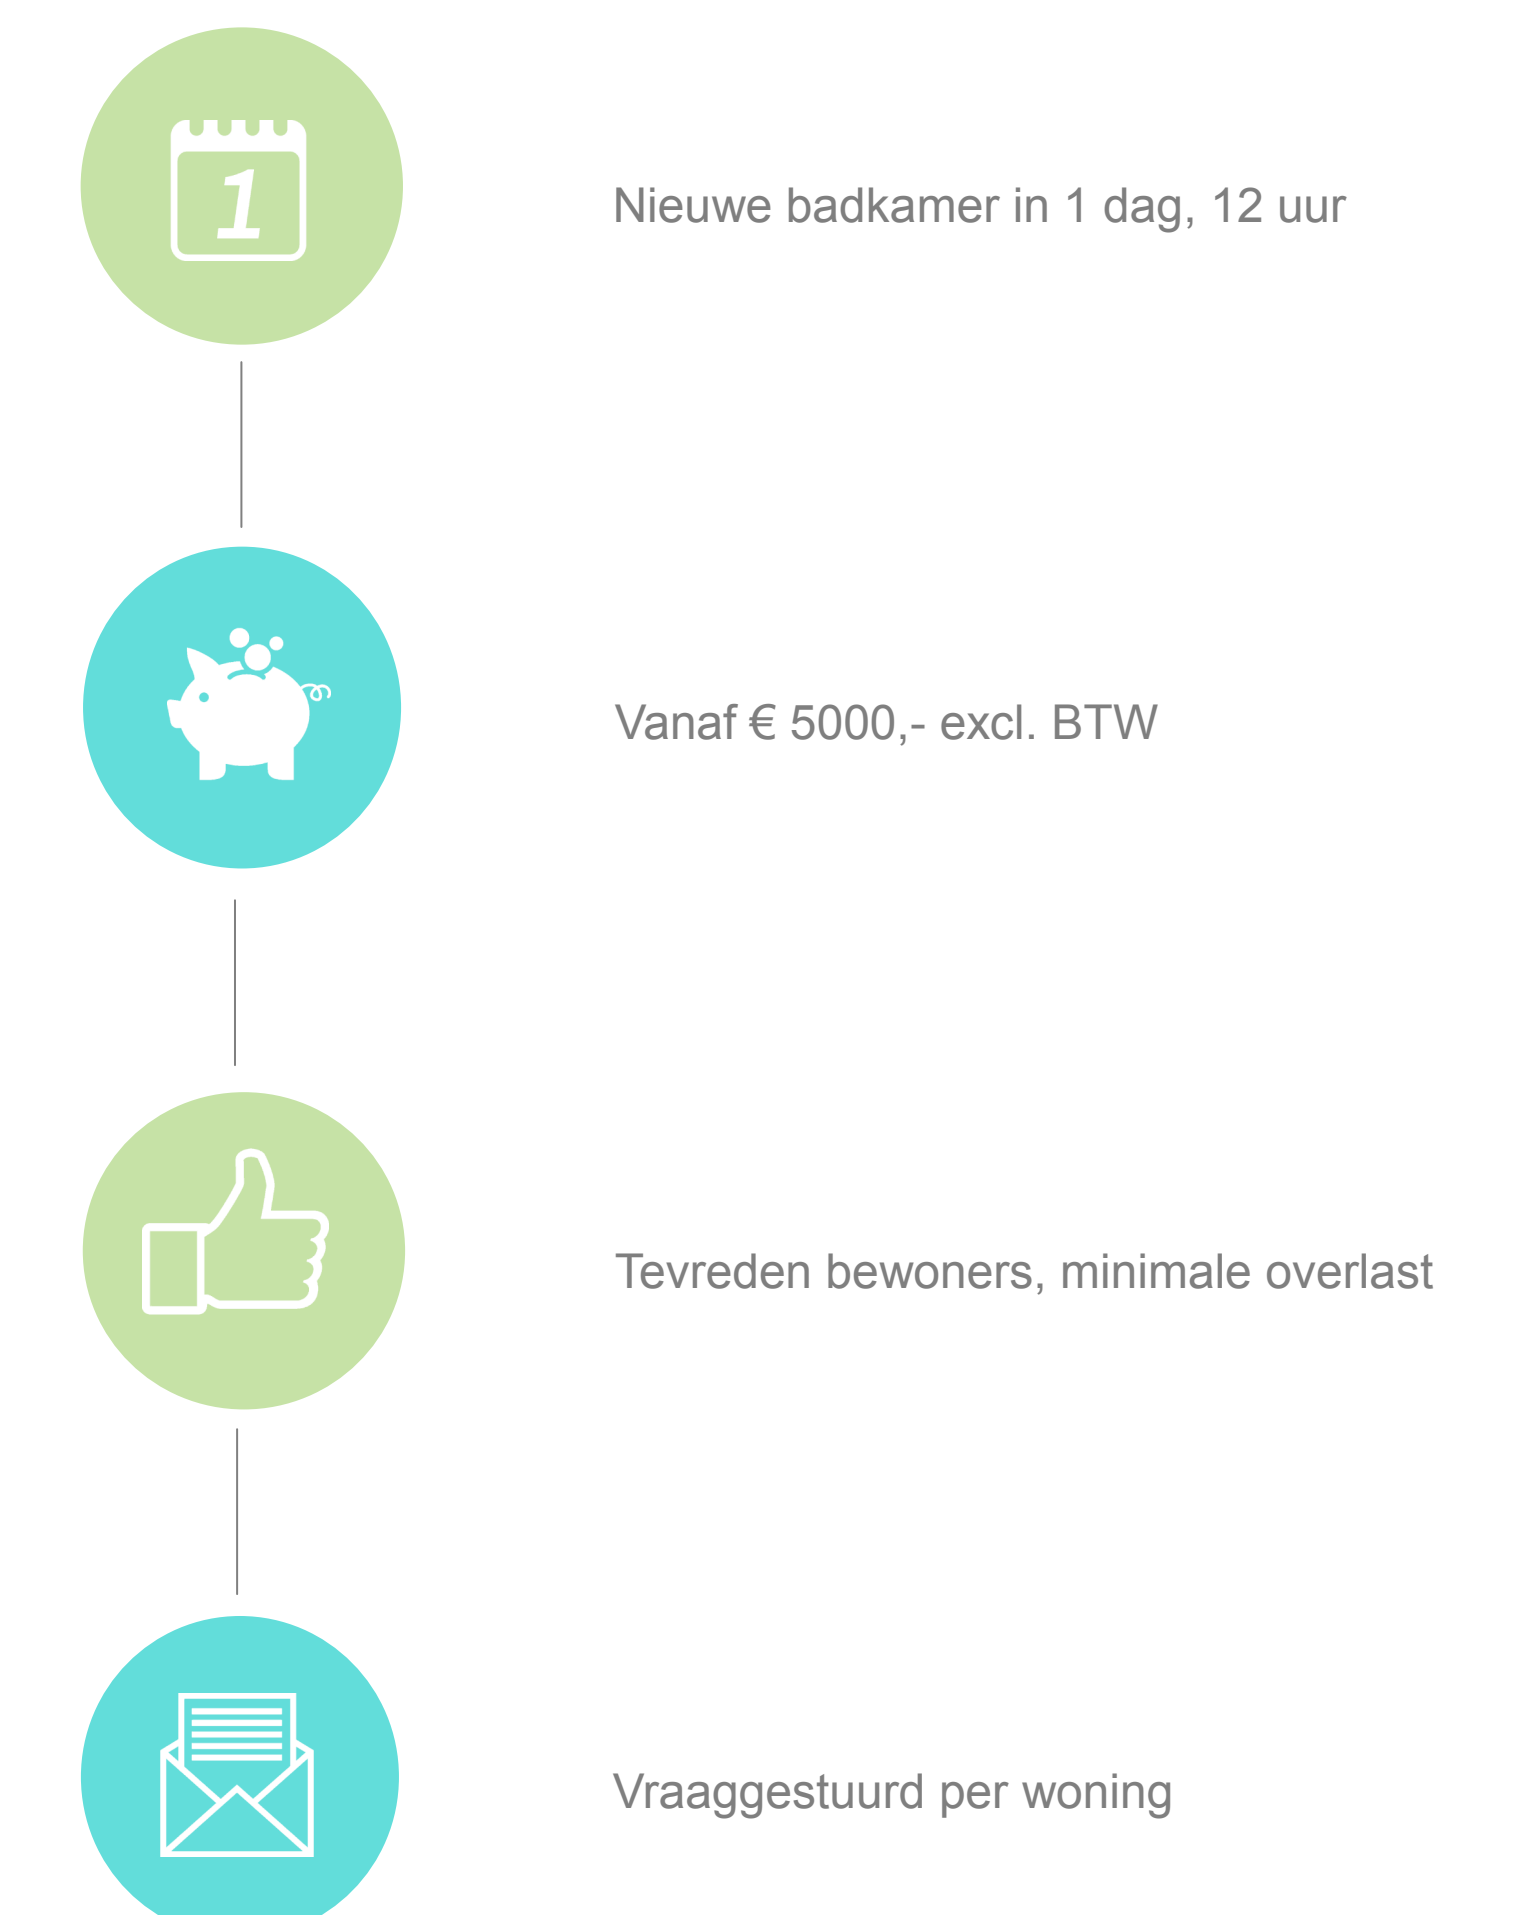 1
Nieuwe badkamer in 1 dag, 12 uur
Vanaf € 5000,- excl. BTW
Tevreden bewoners, minimale overlast
Vraaggestuurd per woning